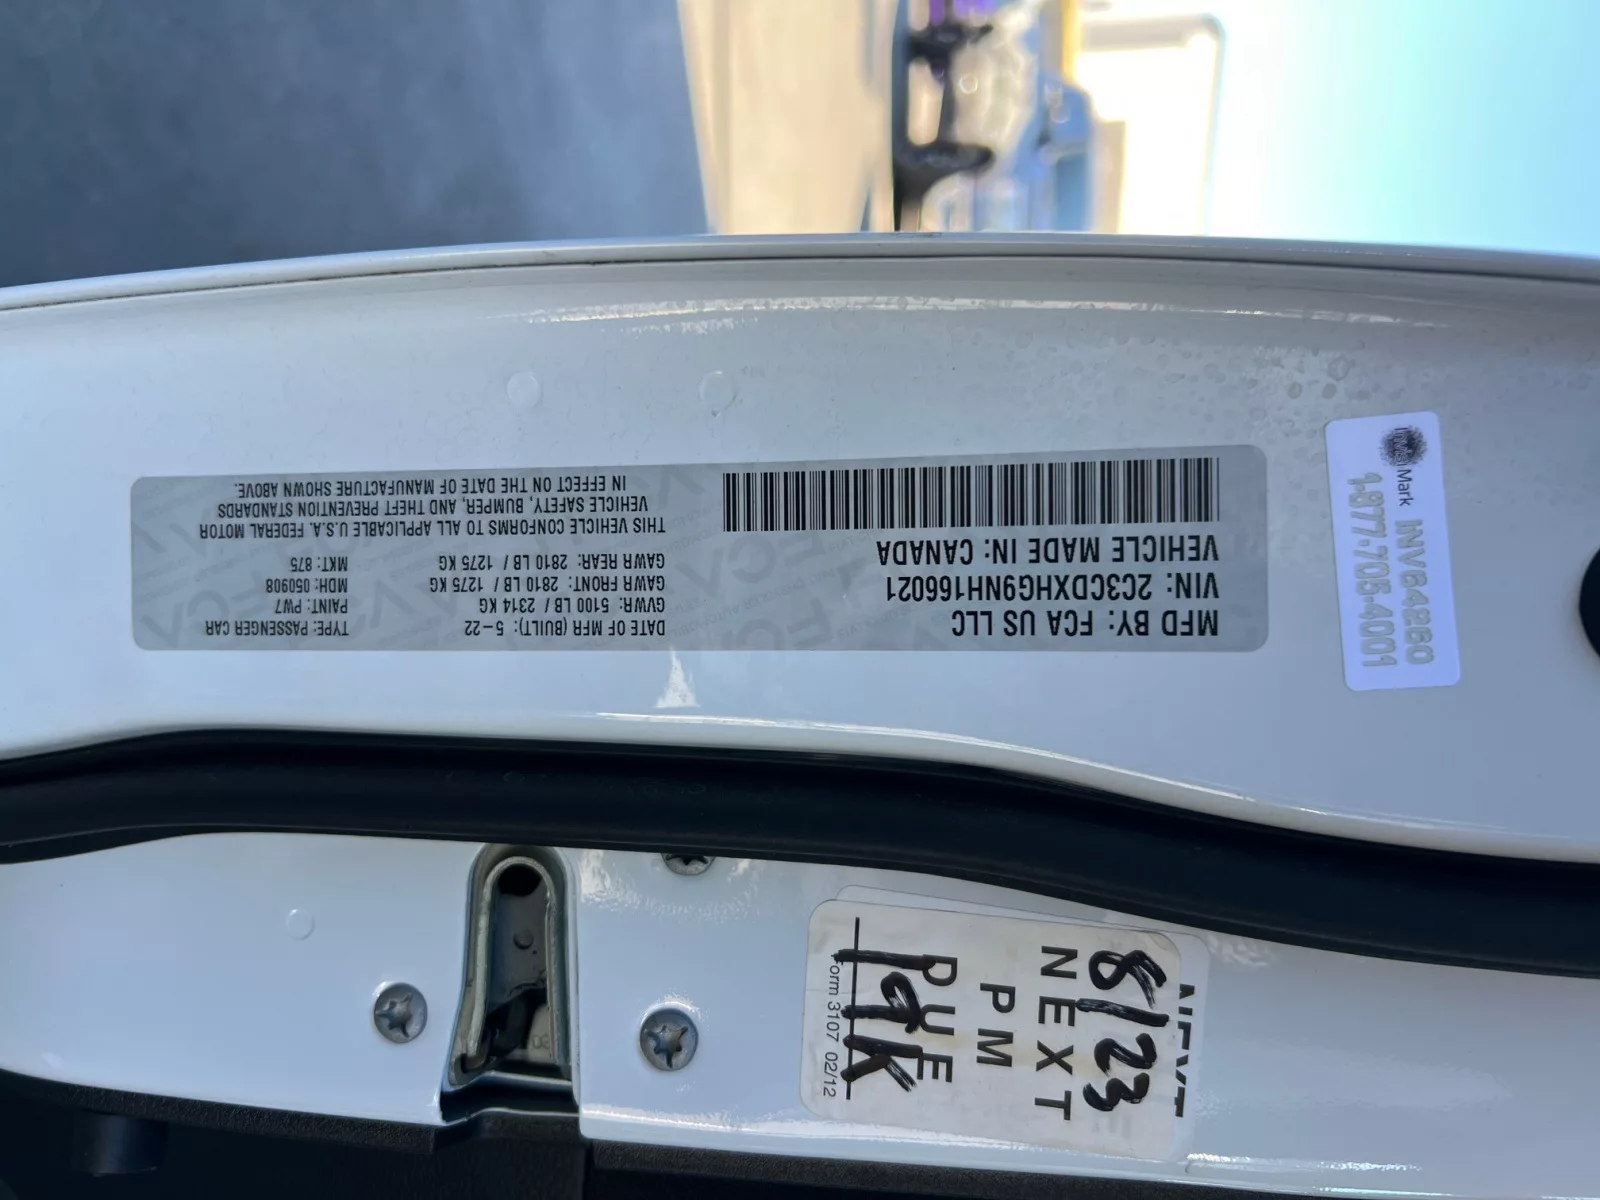 MFD BY: FCA US LLC
VIN: 2C3CDXHG9NH166021
VEHICLE MADE IN: CANADA
DATE OF MFR (BUILT): 5-22
GVWR: 5100 LB / 2314 KG
GAWR FRONT: 2810 LB / 1275 KG
GAWR REAR: 2810 LB / 1275 KG
TYPE: PASSENGER CAR
PAINT: PW7
MDH: 050908
MKT: 875
THIS VEHICLE CONFORMS TO ALL APPLICABLE U.S.A. FEDERAL MOTOR
VEHICLE SAFETY, BUMPER, AND THEFT PREVENTION STANDARDS
IN EFFECT ON THE DATE OF MANUFACTURE SHOWN ABOVE.
Mark INV64280
1-877-706-4001
NEXT
8/23
NEXT
PM
DUE
19K
Form 3107 02/12